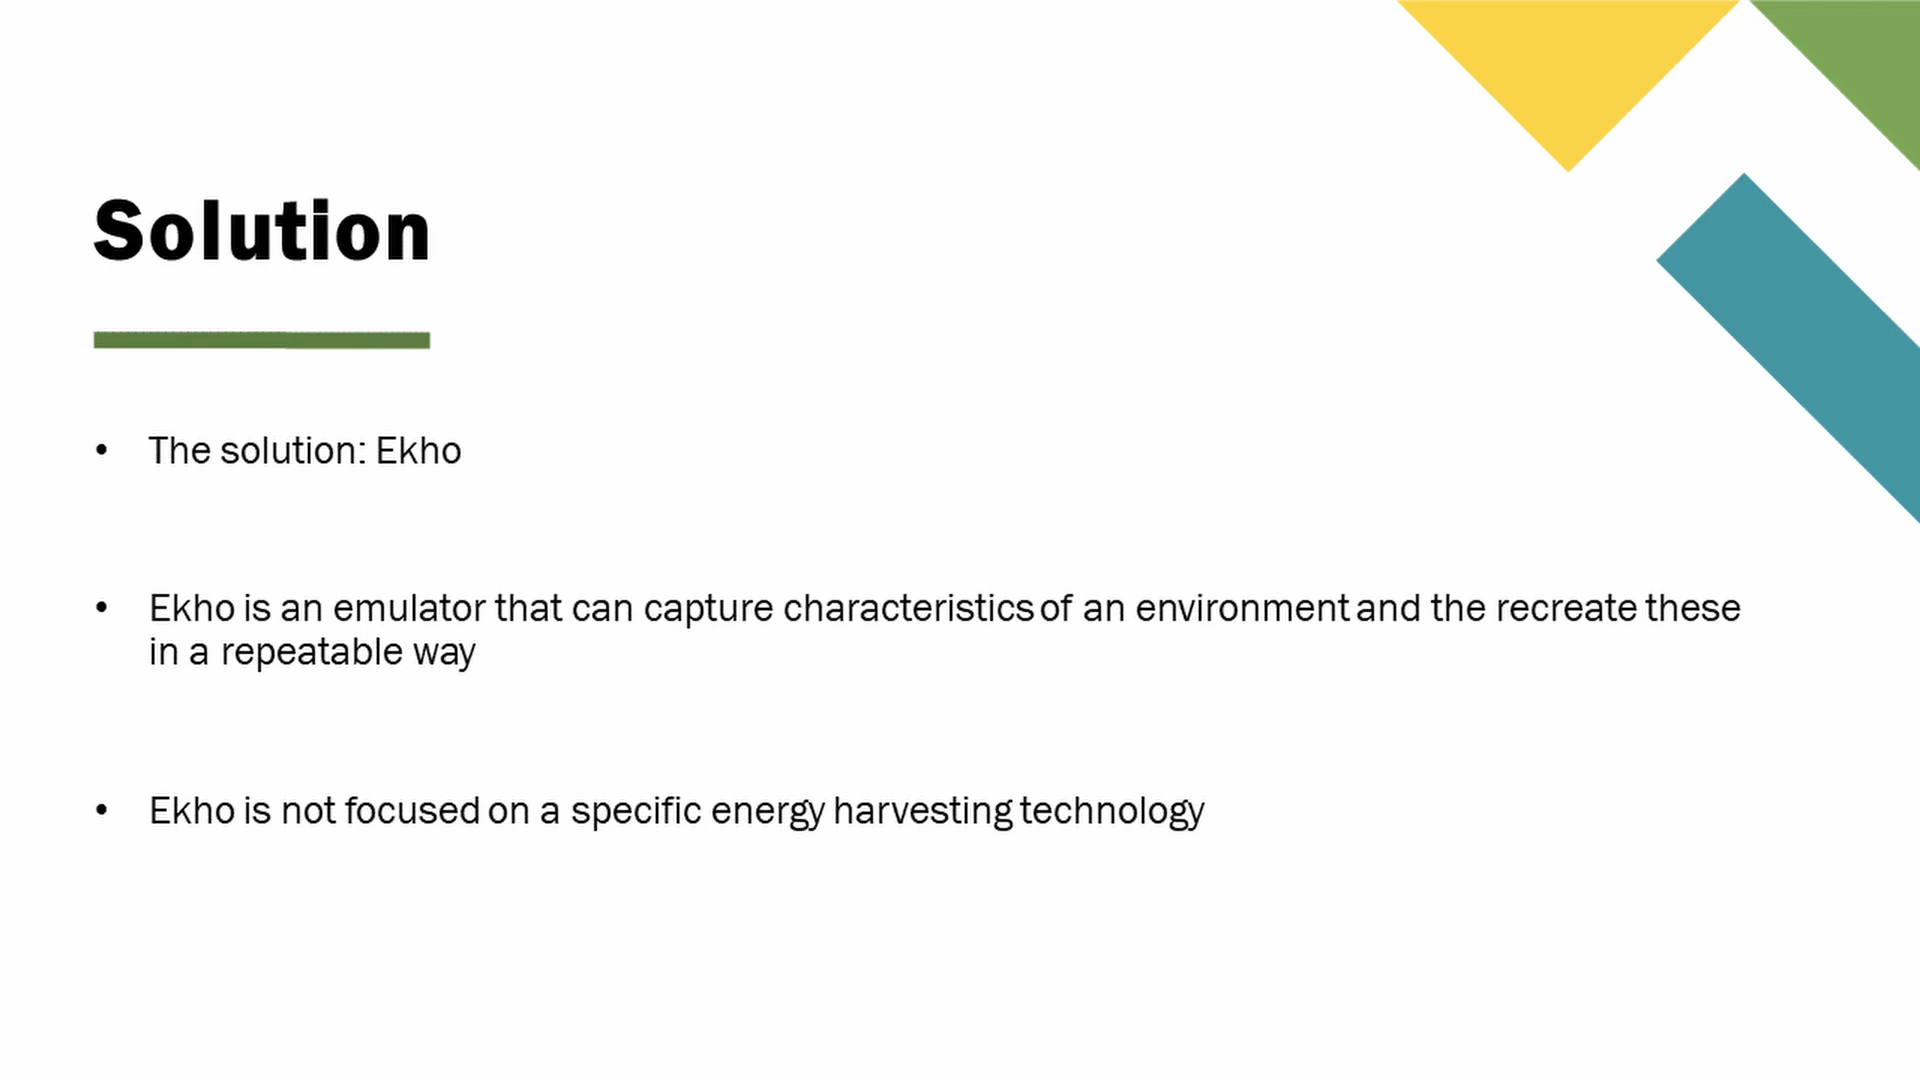 Solution
• The solution: Ekho
• Ekho is an emulator that can capture characteristics of an environment and the recreate these
in a repeatable way
• Ekho is not focused on a specific energy harvesting technology